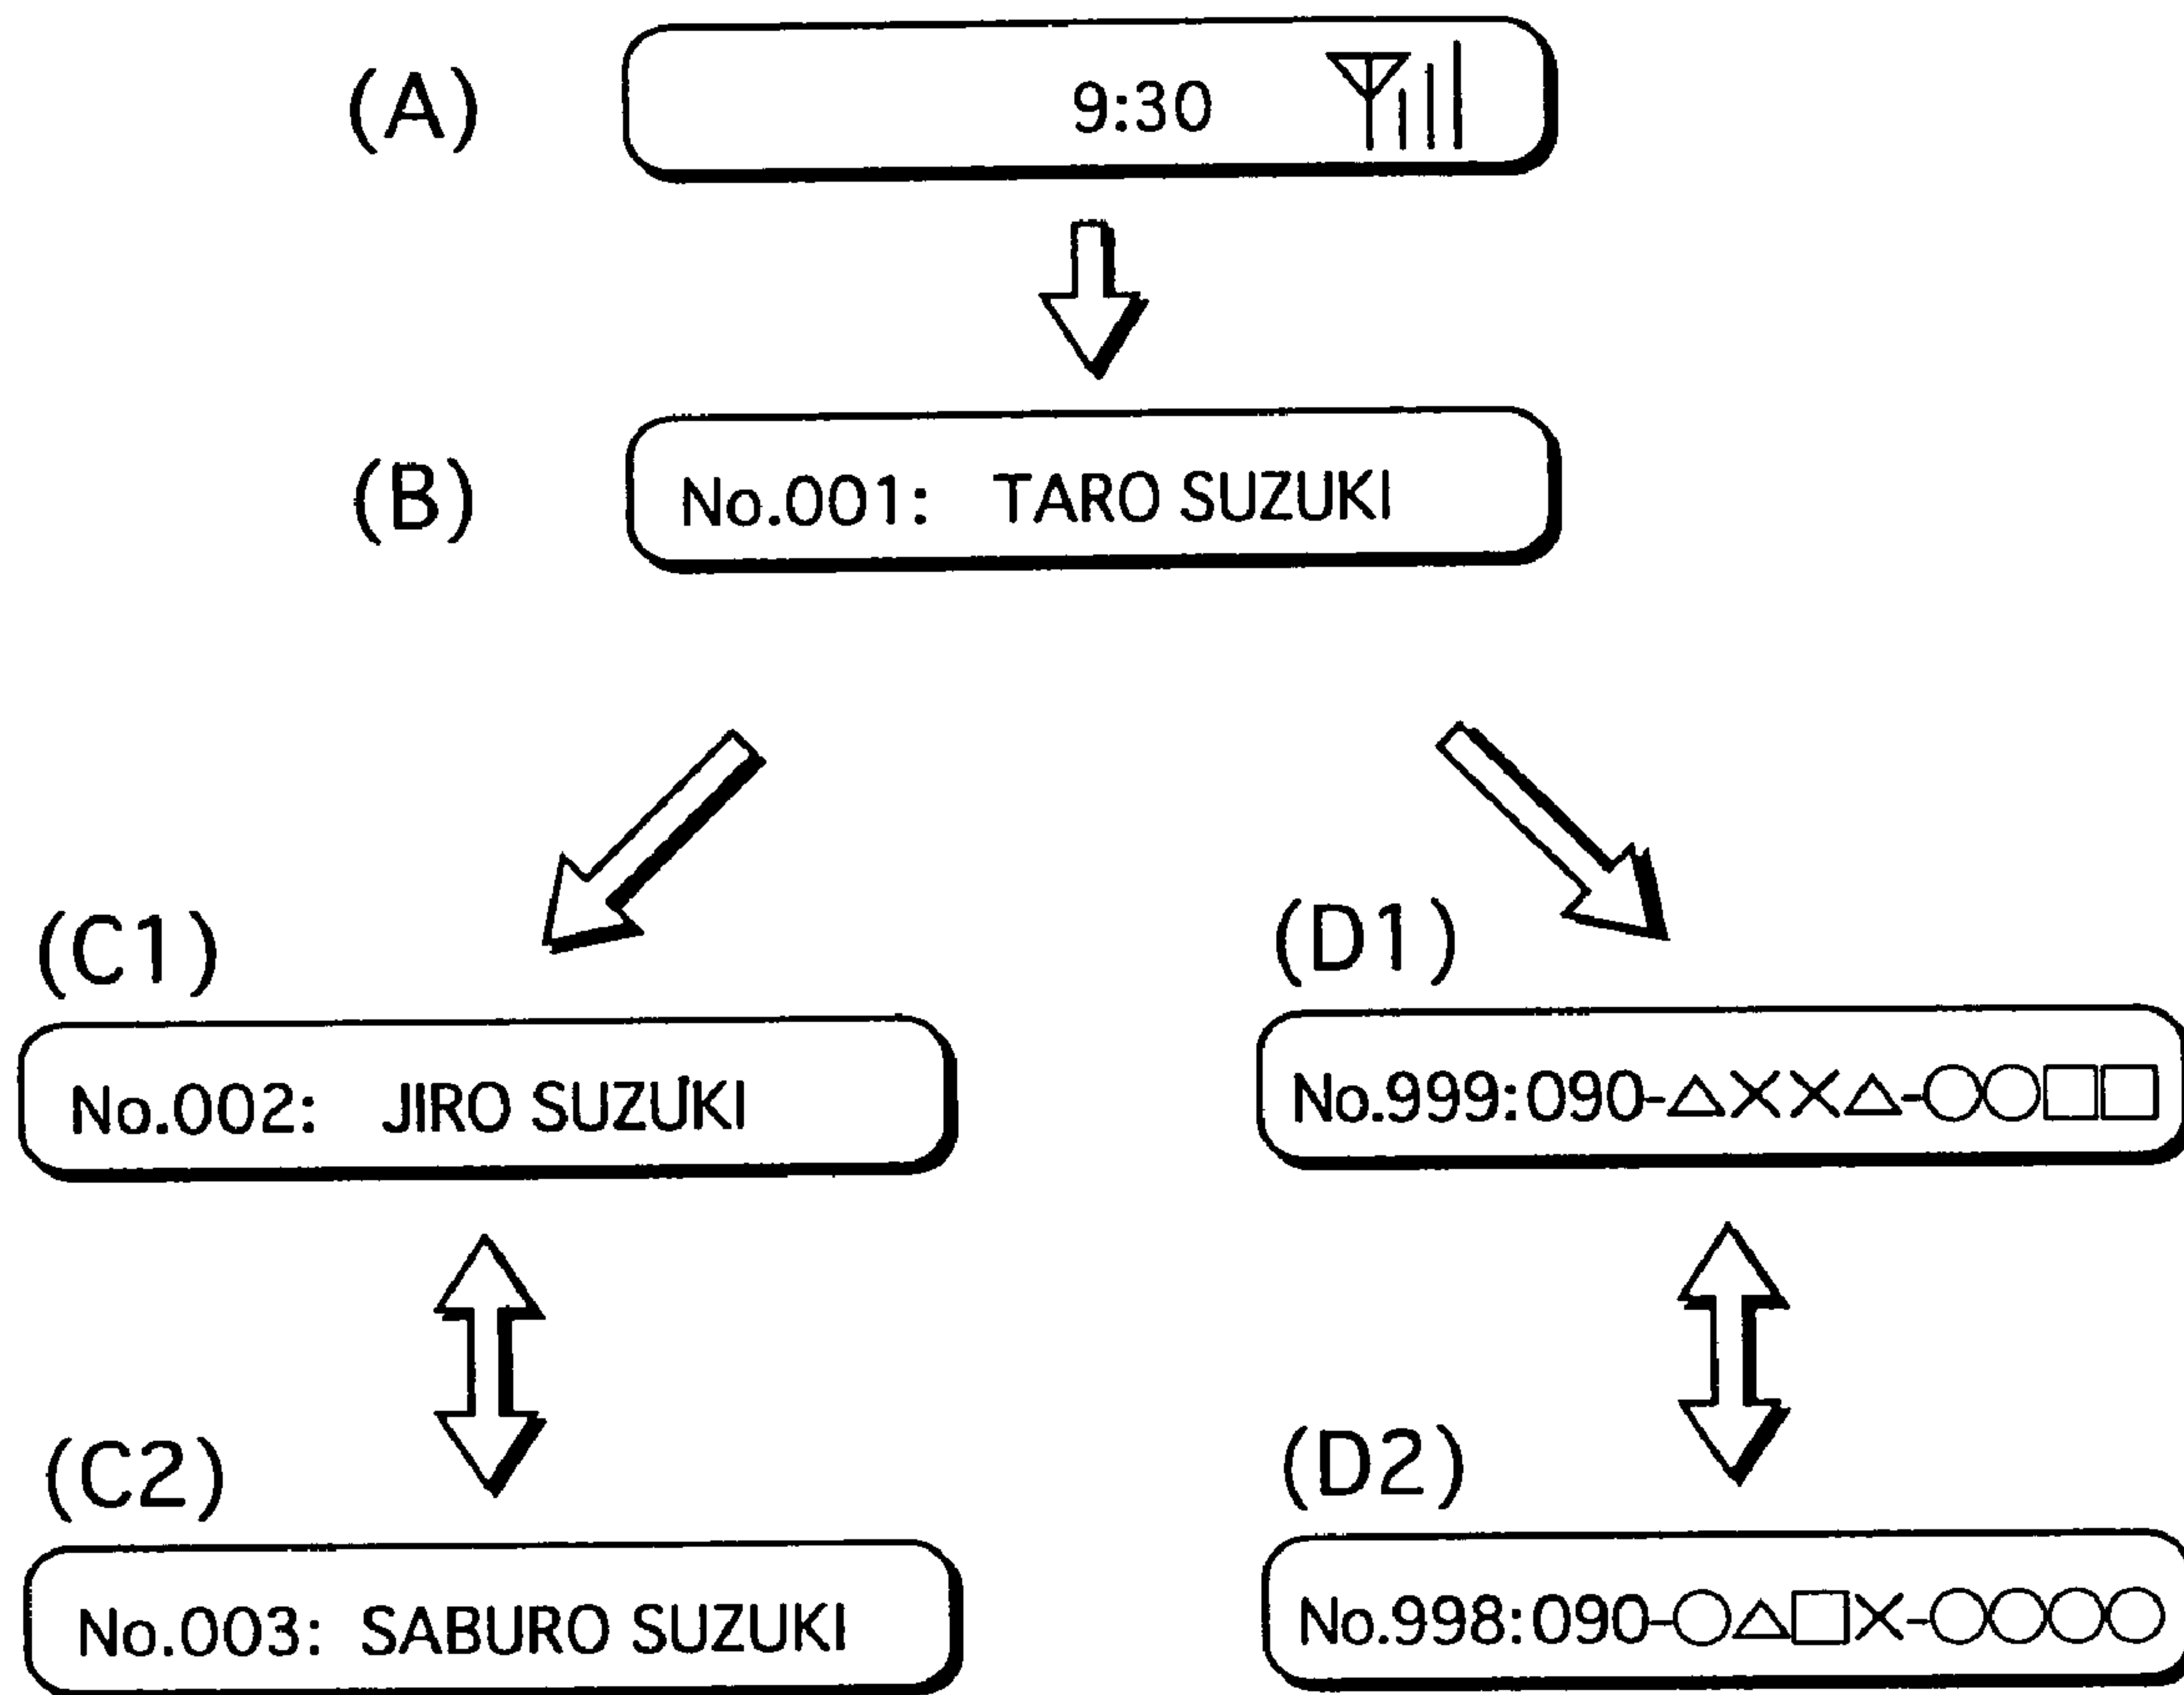 (A)
9:30
(B)
No.001: TARO SUZUKI
(C1)
No.002: JIRO SUZUKI
(D1)
No.999:090-△××△-○○□□
(C2)
No.003: SABURO SUZUKI
(D2)
No.998:090-○△□×-○○○○